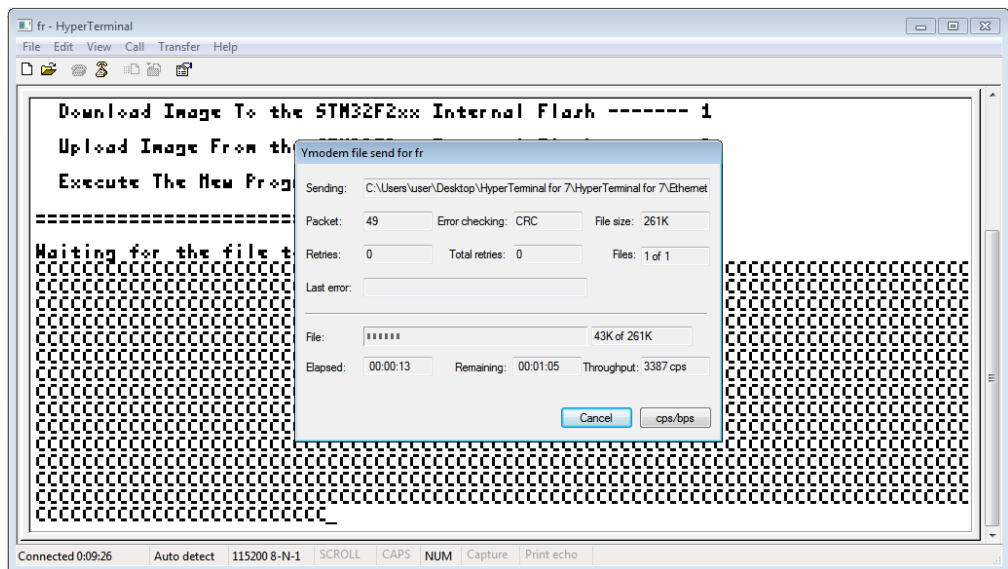 fr - HyperTerminal
File Edit View Call Transfer Help
Download Image To the STM32F2xx Internal Flash ------- 1
Upload Image From the
Execute The New Progr
Waiting for the file t
Ymodem file send for fr
Sending: C:\Users\user\Desktop\HyperTerminal for 7\HyperTerminal for 7\Ethernet
Packet: 49 Error checking: CRC File size: 261K
Retries: 0 Total retries: 0 Files: 1 of 1
Last error:
File: 43K of 261K
Elapsed: 00:00:13 Remaining: 00:01:05 Throughput: 3387 cps
Cancel cps/bps
Connected 0:09:26 Auto detect 115200 8-N-1 SCROLL CAPS NUM Capture Print echo